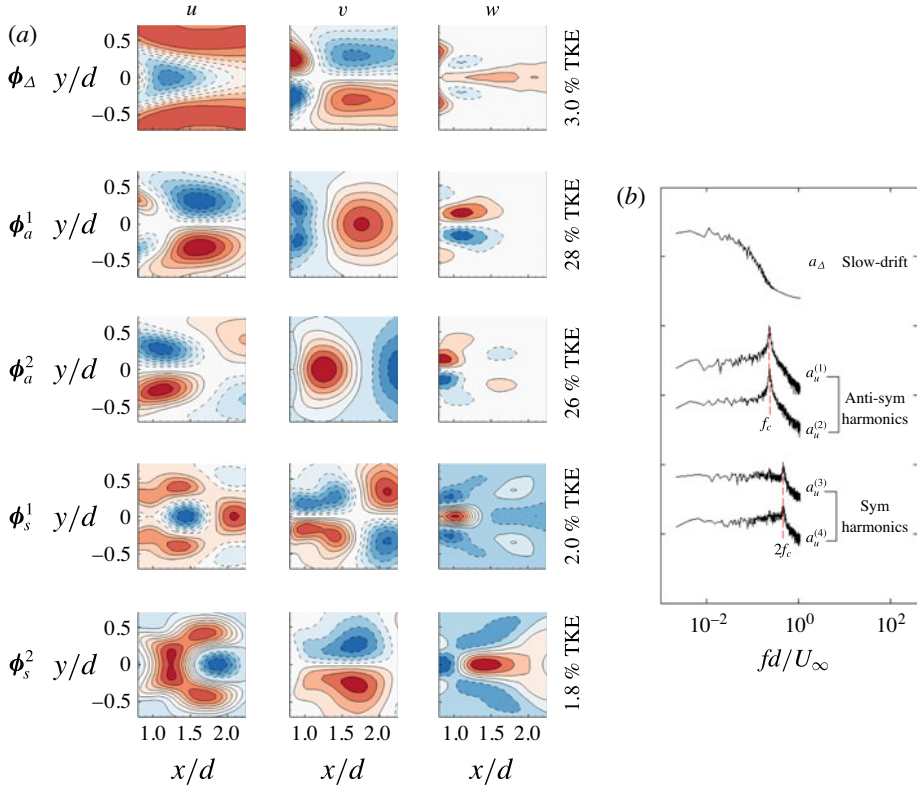 u v w
(a)
ϕ_Δ y/d 0.5 0 −0.5 3.0 % TKE
ϕ_a^1 y/d 0.5 0 −0.5 28 % TKE
ϕ_a^2 y/d 0.5 0 −0.5 26 % TKE
ϕ_s^1 y/d 0.5 0 −0.5 2.0 % TKE
ϕ_s^2 y/d 0.5 0 −0.5 1.8 % TKE
1.0 1.5 2.0 1.0 1.5 2.0 1.0 1.5 2.0
x/d x/d x/d
(b)
a_Δ Slow-drift
a_u^(1)
Anti-sym
harmonics
f_c a_u^(2)
a_u^(3)
Sym
harmonics
a_u^(4)
2f_c
10^−2 10^0 10^2
fd/U_∞